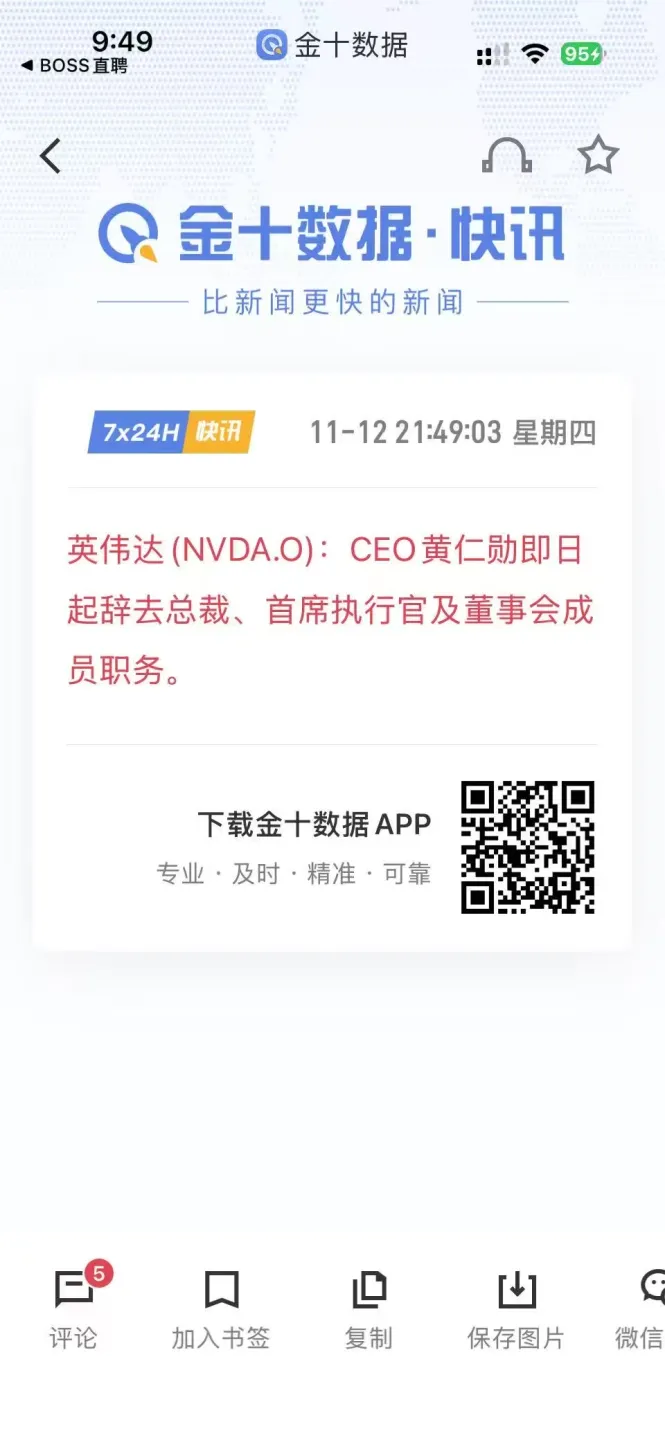 9:49
金十数据
95
◀ BOSS直聘
金十数据·快讯
比新闻更快的新闻
7x24H 快讯
11-12 21:49:03 星期四
英伟达(NVDA.O)：CEO黄仁勋即日
起辞去总裁、首席执行官及董事会成
员职务。
下载金十数据APP
专业 · 及时 · 精准 · 可靠
5
评论
加入书签
复制
保存图片
微信